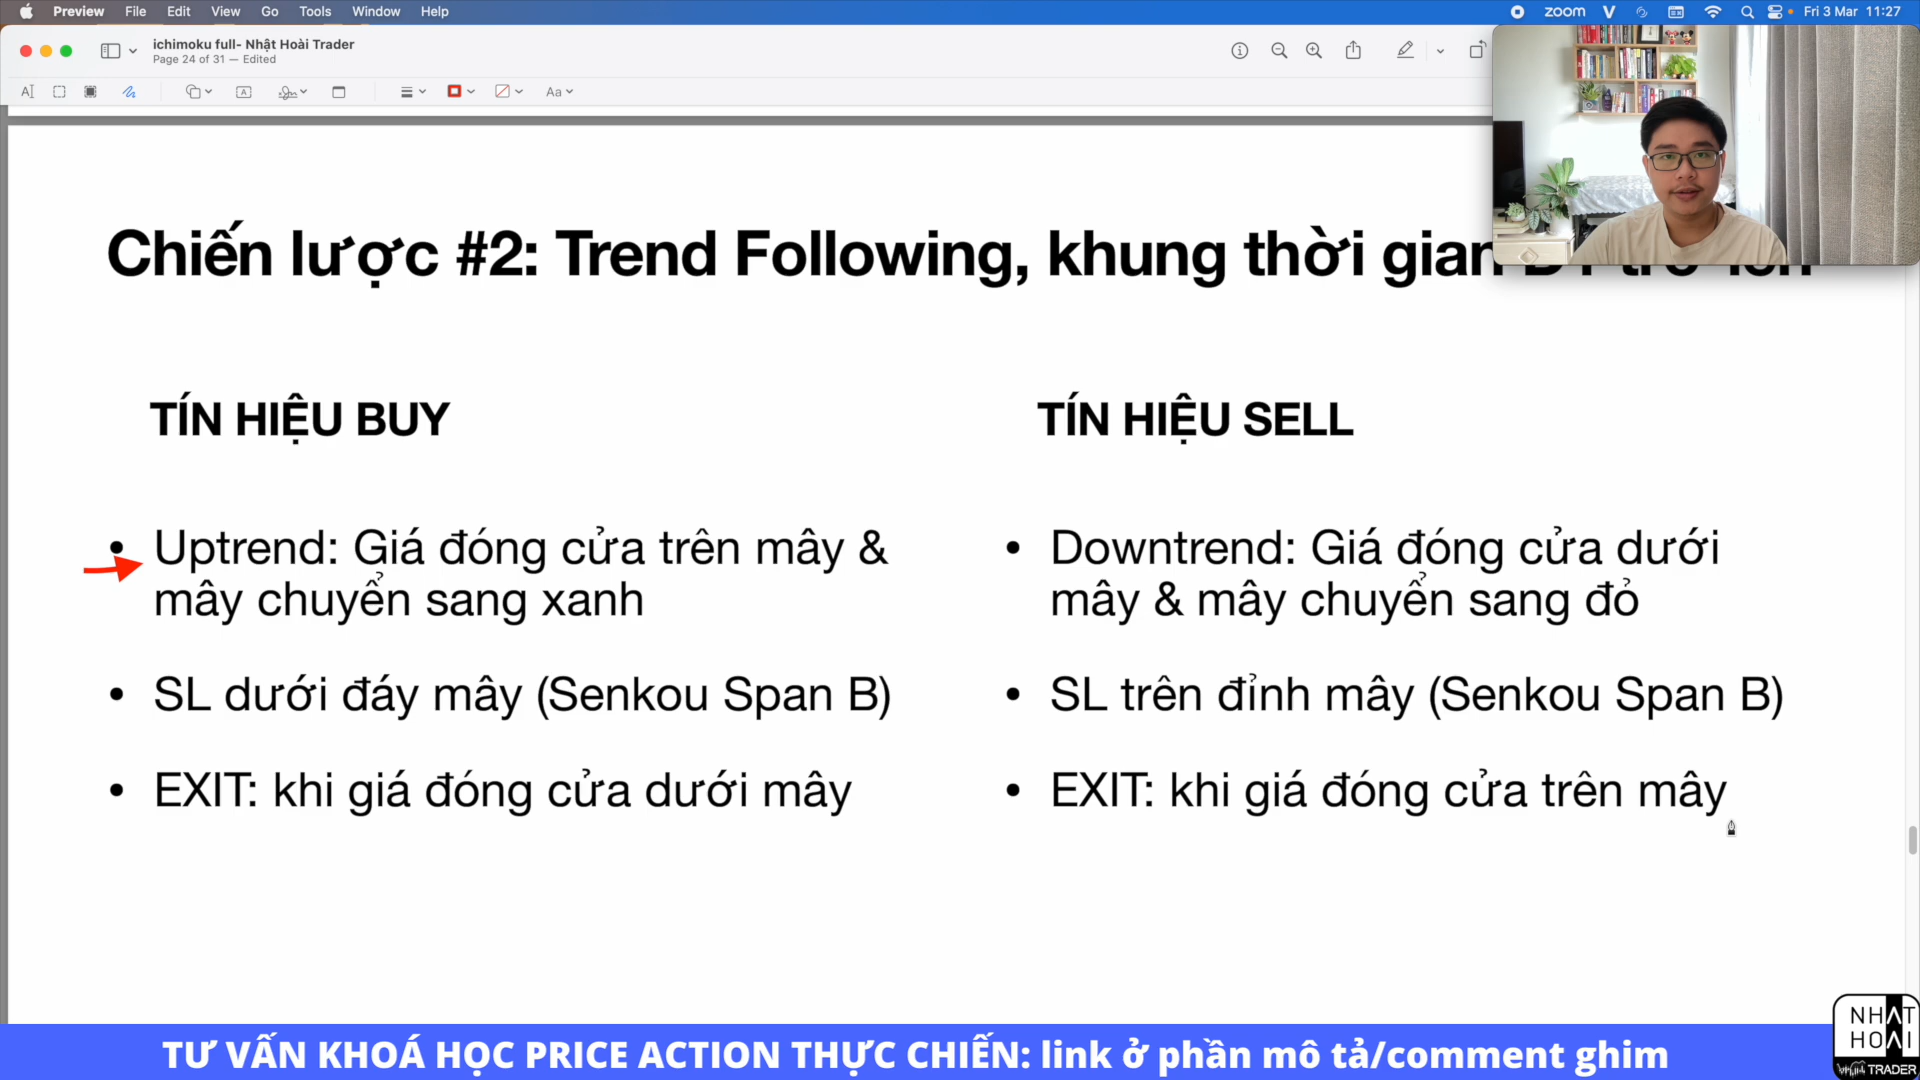 Preview File Edit View Go Tools Window Help zoom Fri 3 Mar 11:27
ichimoku full- Nhật Hoài Trader
Page 24 of 31 — Edited
Chiến lược #2: Trend Following, khung thời gian
TÍN HIỆU BUY
• Uptrend: Giá đóng cửa trên mây &
mây chuyển sang xanh
• SL dưới đáy mây (Senkou Span B)
• EXIT: khi giá đóng cửa dưới mây
TÍN HIỆU SELL
• Downtrend: Giá đóng cửa dưới
mây & mây chuyển sang đỏ
• SL trên đỉnh mây (Senkou Span B)
• EXIT: khi giá đóng cửa trên mây
TƯ VẤN KHOÁ HỌC PRICE ACTION THỰC CHIẾN: link ở phần mô tả/comment ghim
NHAT
HOAI
TRADER